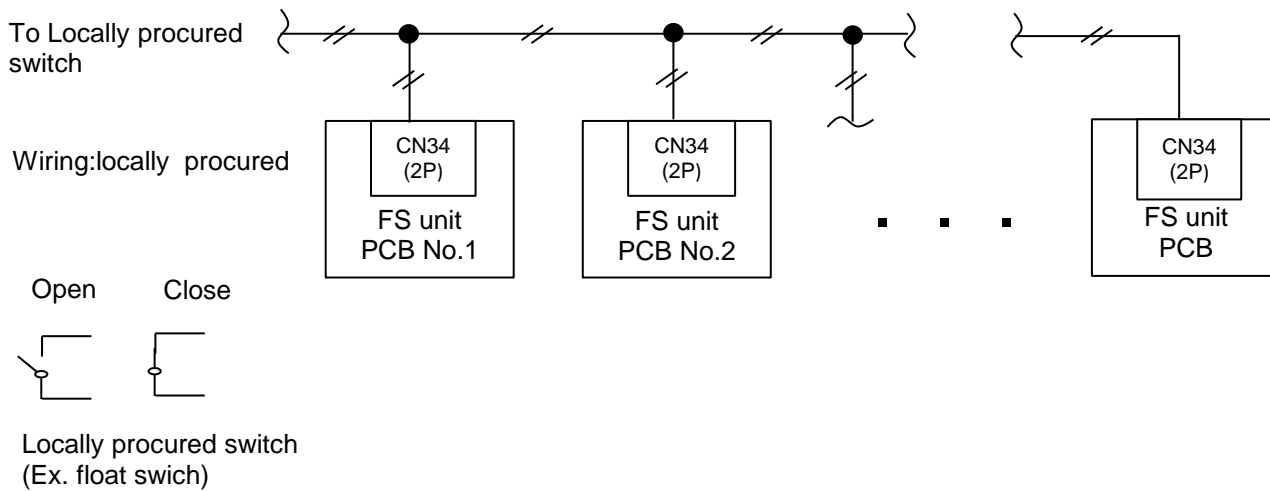 To Locally procured
switch
Wiring:locally procured
CN34
(2P)
FS unit
PCB No.1
CN34
(2P)
FS unit
PCB No.2
CN34
(2P)
FS unit
PCB
Open Close
Locally procured switch
(Ex. float swich)